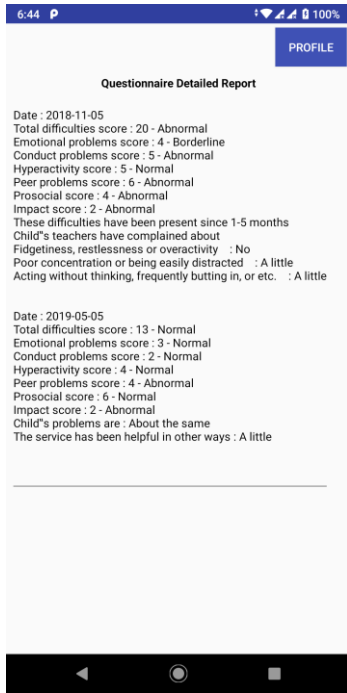 6:44 P 100%
PROFILE
Questionnaire Detailed Report
Date : 2018-11-05
Total difficulties score : 20 - Abnormal
Emotional problems score : 4 - Borderline
Conduct problems score : 5 - Abnormal
Hyperactivity score : 5 - Normal
Peer problems score : 6 - Abnormal
Prosocial score : 4 - Abnormal
Impact score : 2 - Abnormal
These difficulties have been present since 1-5 months
Child"s teachers have complained about
Fidgetiness, restlessness or overactivity : No
Poor concentration or being easily distracted : A little
Acting without thinking, frequently butting in, or etc. : A little
Date : 2019-05-05
Total difficulties score : 13 - Normal
Emotional problems score : 3 - Normal
Conduct problems score : 2 - Normal
Hyperactivity score : 4 - Normal
Peer problems score : 4 - Abnormal
Prosocial score : 6 - Normal
Impact score : 2 - Abnormal
Child"s problems are : About the same
The service has been helpful in other ways : A little